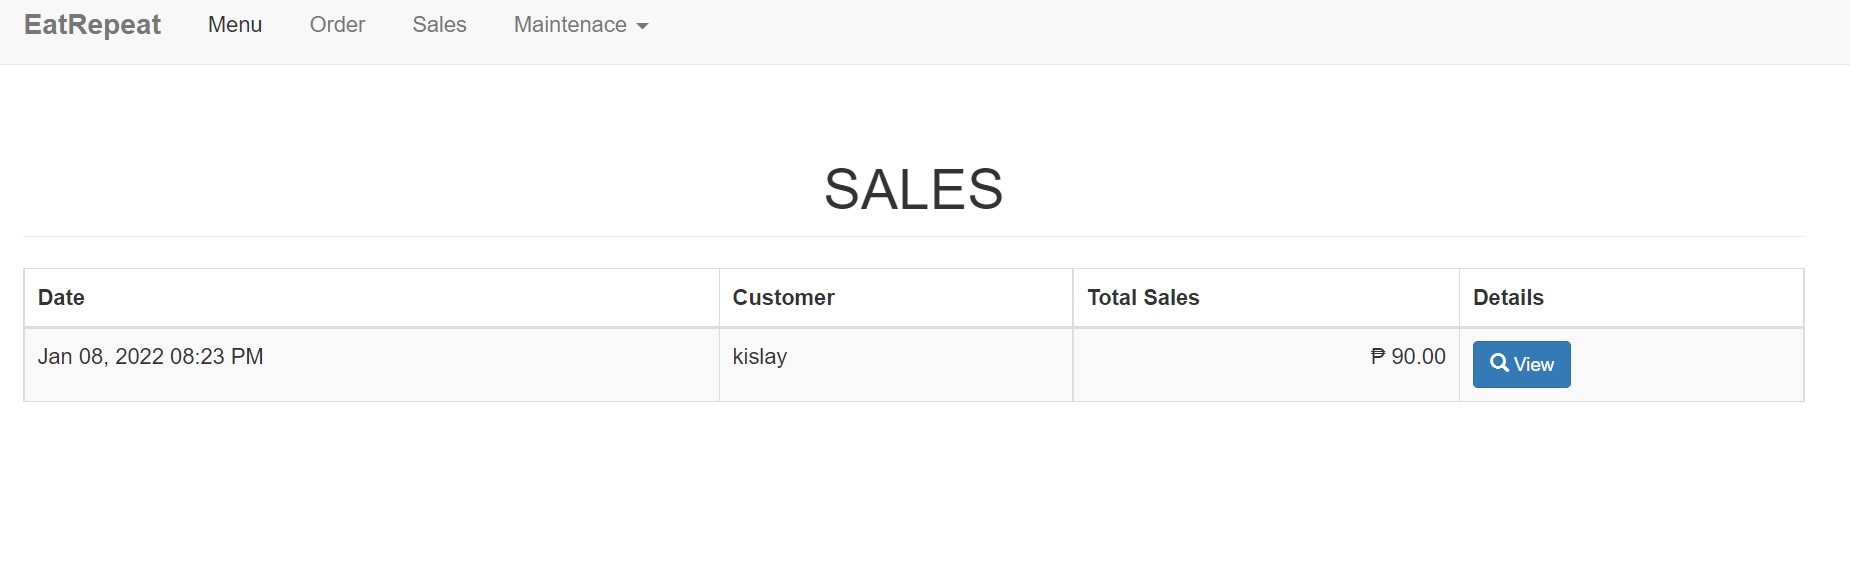 EatRepeat Menu Order Sales Maintenace
SALES
Date Customer Total Sales Details
Jan 08, 2022 08:23 PM kislay ₱ 90.00 View